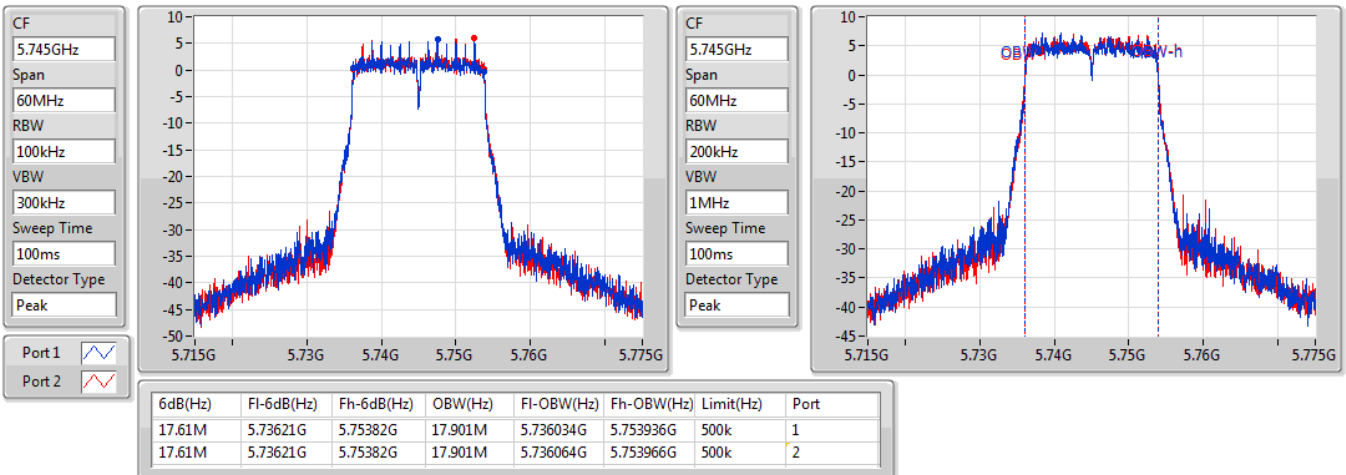 CF
5.745GHz
Span
60MHz
RBW
100kHz
VBW
300kHz
Sweep Time
100ms
Detector Type
Peak
Port 1
Port 2
10
5
0
-5
-10
-15
-20
-25
-30
-35
-40
-45
-50
5.715G 5.73G 5.74G 5.75G 5.76G 5.775G
CF
5.745GHz
Span
60MHz
RBW
200kHz
VBW
1MHz
Sweep Time
100ms
Detector Type
Peak
10
5
0
-5
-10
-15
-20
-25
-30
-35
-40
-45
5.715G 5.73G 5.74G 5.75G 5.76G 5.775G
6dB(Hz) Fl-6dB(Hz) Fh-6dB(Hz) OBW(Hz) Fl-OBW(Hz) Fh-OBW(Hz) Limit(Hz) Port
17.61M 5.73621G 5.75382G 17.901M 5.736034G 5.753936G 500k 1
17.61M 5.73621G 5.75382G 17.901M 5.736064G 5.753966G 500k 2